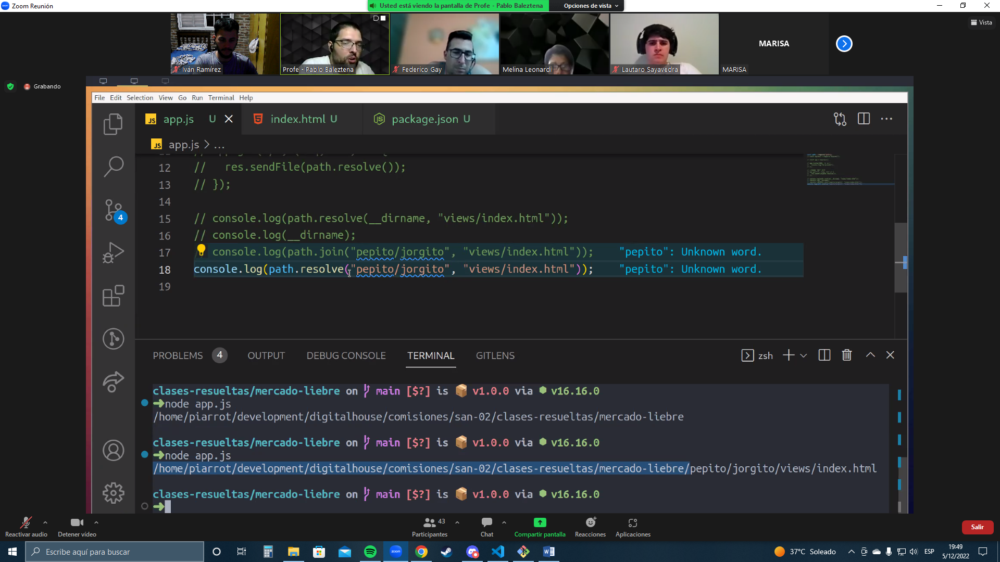 Zoom Reunión
Usted está viendo la pantalla de Profe - Pablo Baleztena
Opciones de vista
Vista
Iván Ramírez
Profe - Pablo Baleztena
Federico Gay
Melina Leonardi
Lautaro Sayavedra
MARISA
MARISA
Grabando
File Edit Selection View Go Run Terminal Help
JS app.js U
index.html U
package.json U
JS app.js > ...
12 // res.sendFile(path.resolve());
13 // });
14
15 // console.log(path.resolve(__dirname, "views/index.html"));
16 // console.log(__dirname);
17 console.log(path.join("pepito/jorgito", "views/index.html")); "pepito": Unknown word.
18 console.log(path.resolve("pepito/jorgito", "views/index.html")); "pepito": Unknown word.
19
4
PROBLEMS 4 OUTPUT DEBUG CONSOLE TERMINAL GITLENS
zsh
clases-resueltas/mercado-liebre on main [$?] is 📦 v1.0.0 via v16.16.0
➜node app.js
/home/piarrot/development/digitalhouse/comisiones/san-02/clases-resueltas/mercado-liebre
clases-resueltas/mercado-liebre on main [$?] is 📦 v1.0.0 via v16.16.0
➜node app.js
/home/piarrot/development/digitalhouse/comisiones/san-02/clases-resueltas/mercado-liebre/pepito/jorgito/views/index.html
clases-resueltas/mercado-liebre on main [$?] is 📦 v1.0.0 via v16.16.0
➜
Reactivar audio
Detener vídeo
43
Participantes
Chat
Compartir pantalla
Reacciones
Aplicaciones
Salir
Escribe aquí para buscar
zoom
37°C Soleado
ESP
19:49
5/12/2022